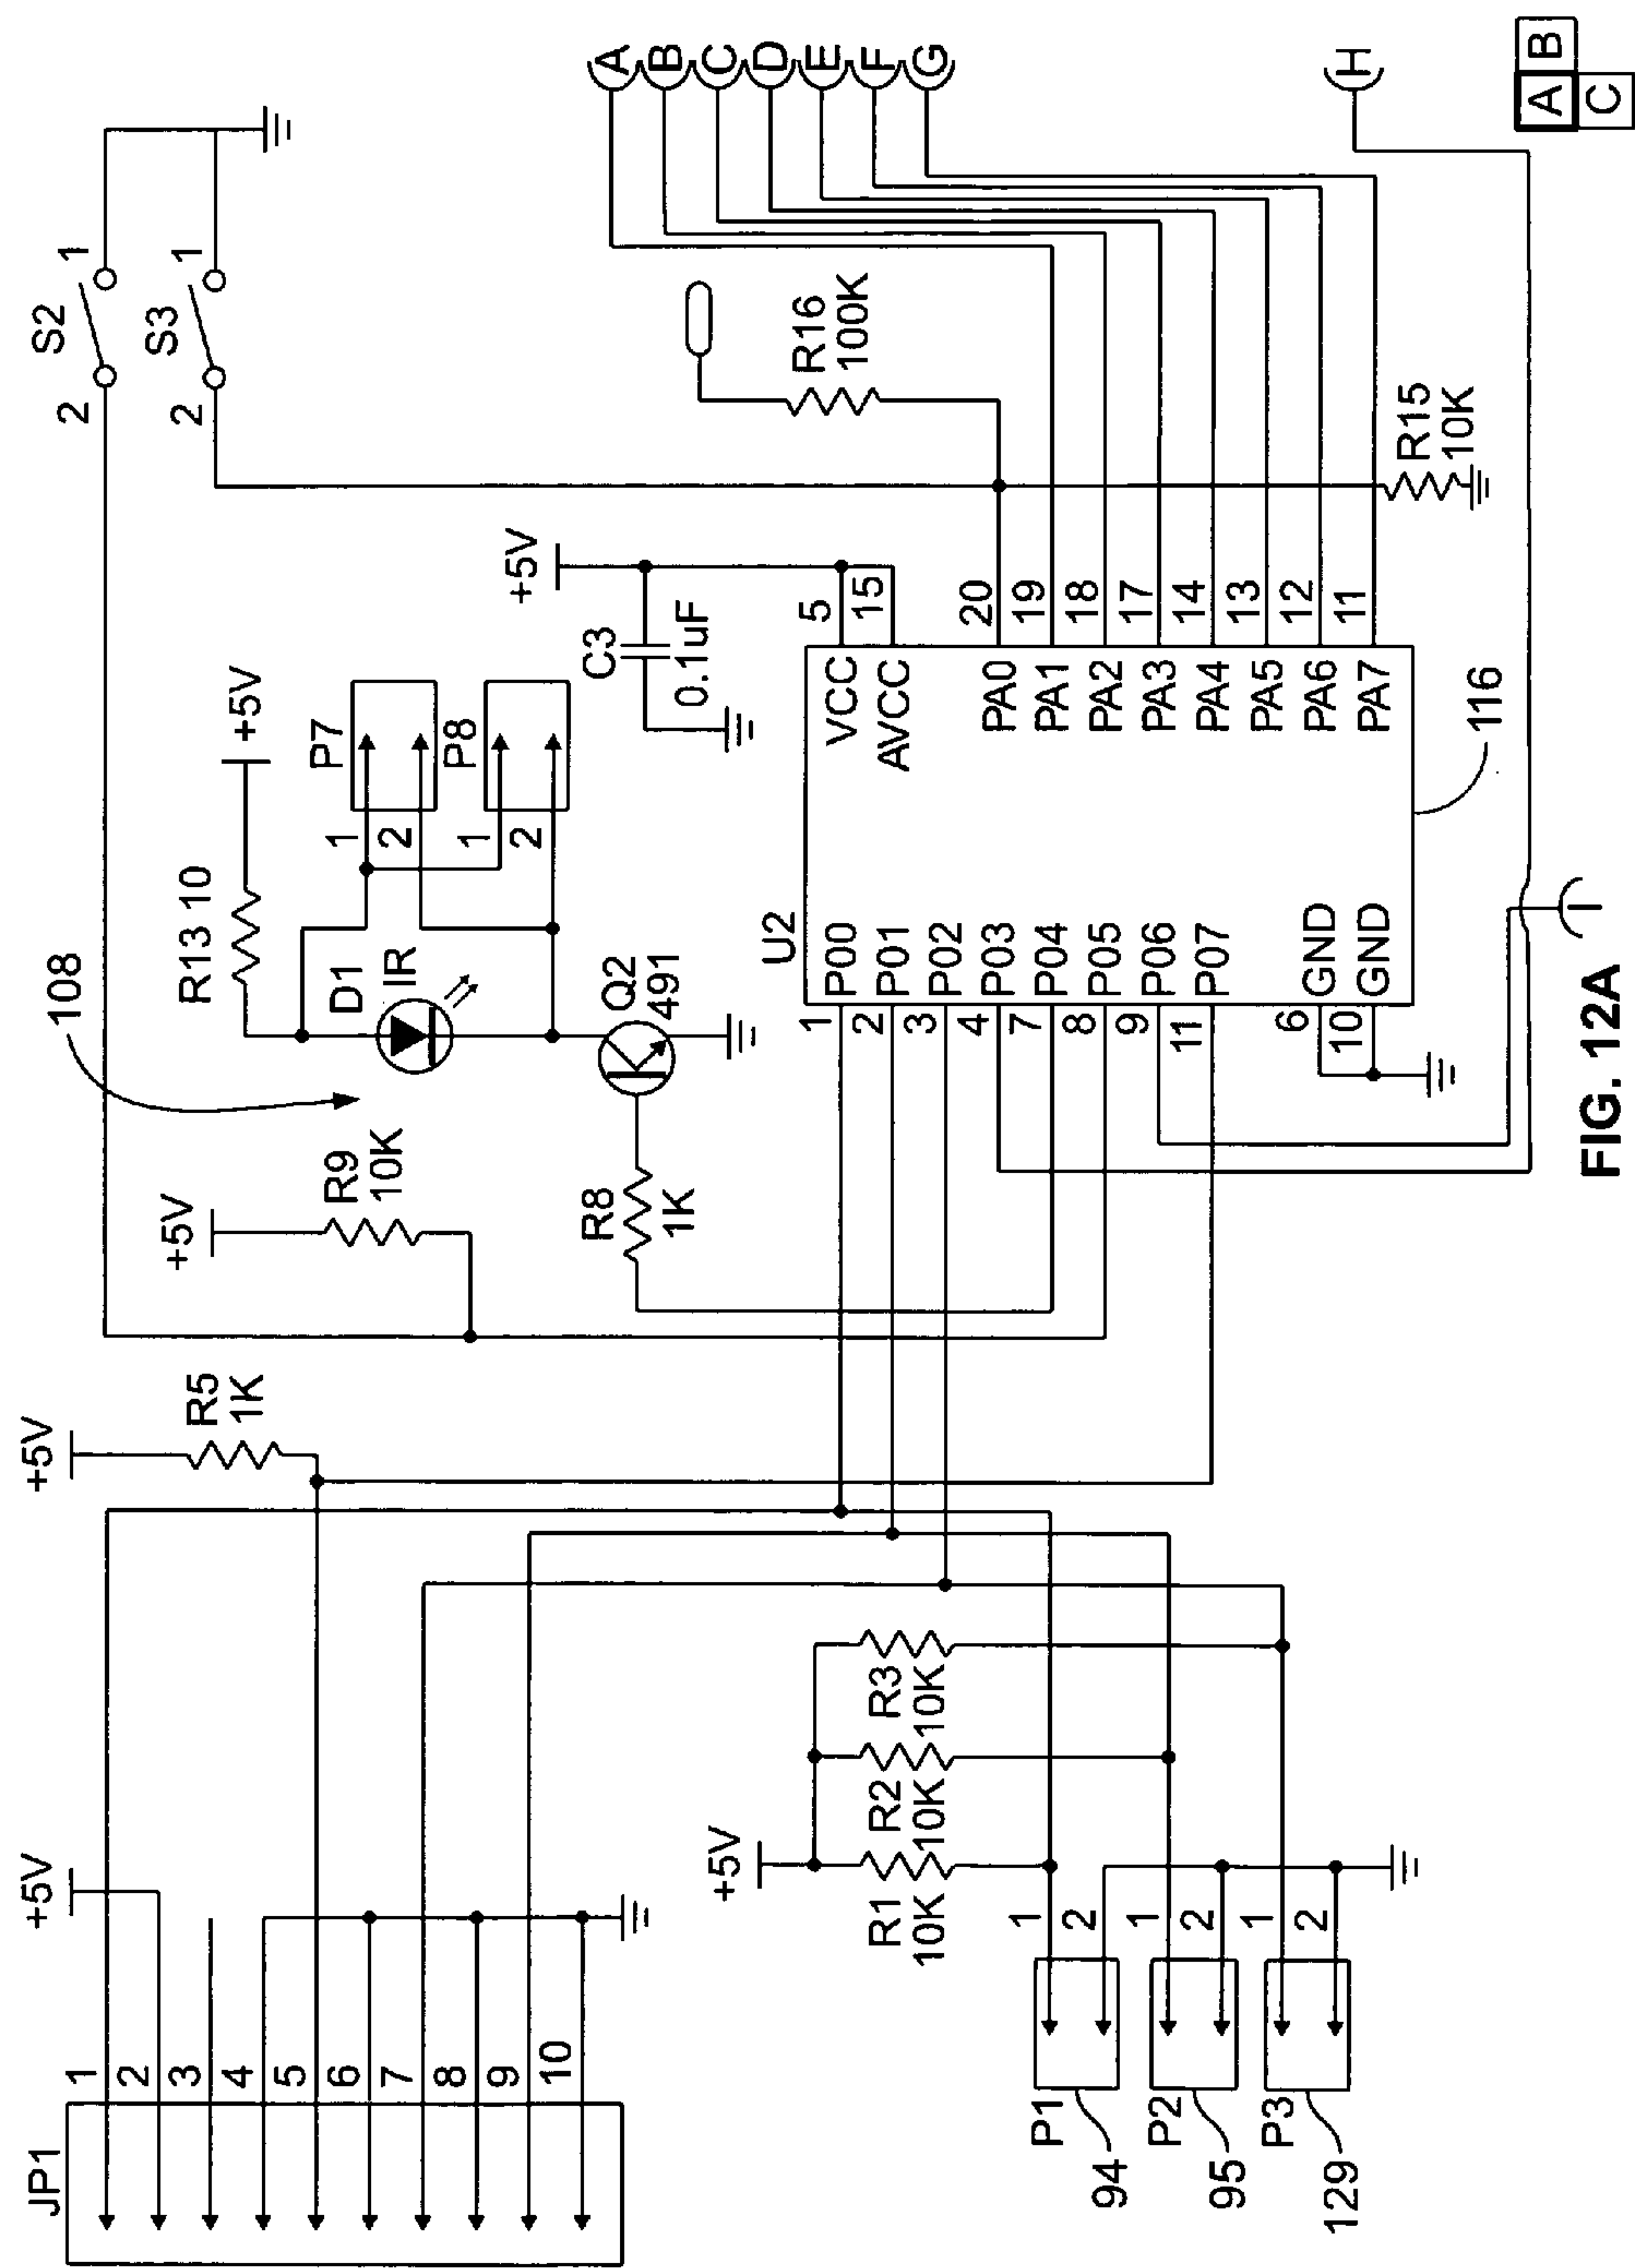 JP1
1
2
3
4
5
6
7
8
9
10
+5V
+5V
R5
1K
+5V
R9
10K
108
R13 10
+5V
D1
IR
P7
1
2
P8
1
2
Q2
491
R8
1K
S2
2
1
S3
2
1
+5V
C3
0.1uF
R16
100K
R15
10K
A
B
C
D
E
F
G
H
I
+5V
R1
10K
R2
10K
R3
10K
P1
1
2
94
P2
1
2
95
P3
1
2
129
U2
1 P00
2 P01
3 P02
4 P03
7 P04
8 P05
9 P06
11 P07
6 GND
10 GND
VCC 5
AVCC 15
PA0 20
PA1 19
PA2 18
PA3 17
PA4 14
PA5 13
PA6 12
PA7 11
116
A B
C
FIG. 12A